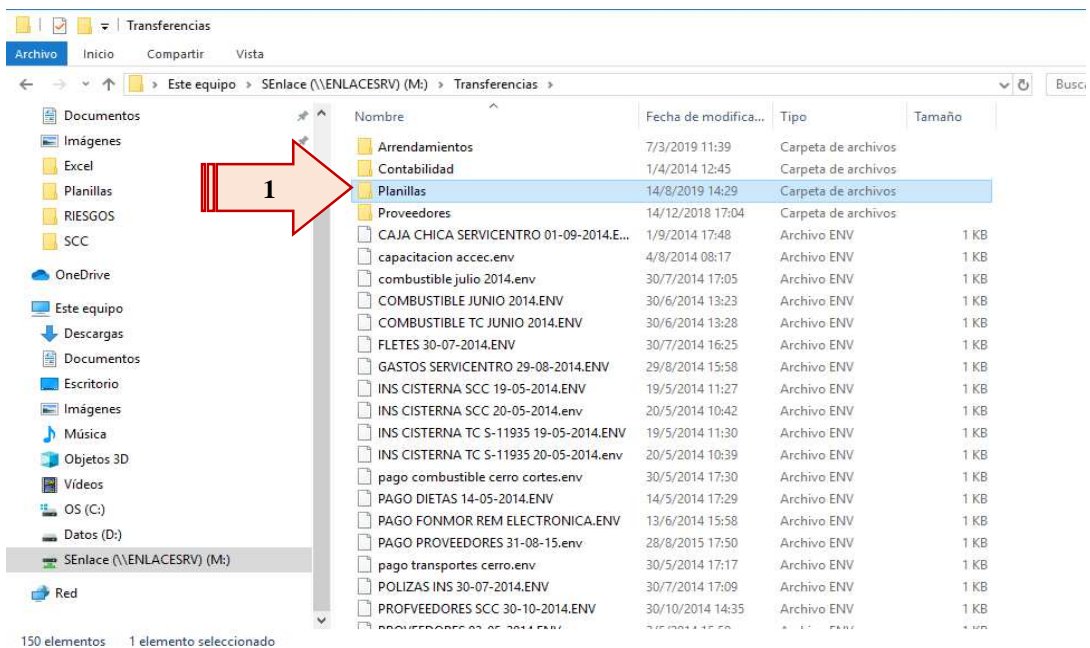 Transferencias
Archivo Inicio Compartir Vista
Este equipo > SEnlace (\\ENLACESRV) (M:) > Transferencias > Busca
Documentos
Imágenes
Excel
Planillas
RIESGOS
SCC
OneDrive
Este equipo
Descargas
Documentos
Escritorio
Imágenes
Música
Objetos 3D
Vídeos
OS (C:)
Datos (D:)
SEnlace (\\ENLACESRV) (M:)
Red
1
Nombre Fecha de modifica... Tipo Tamaño
Arrendamientos 7/3/2019 11:39 Carpeta de archivos
Contabilidad 1/4/2014 12:45 Carpeta de archivos
Planillas 14/8/2019 14:29 Carpeta de archivos
Proveedores 14/12/2018 17:04 Carpeta de archivos
CAJA CHICA SERVICENTRO 01-09-2014.E... 1/9/2014 17:48 Archivo ENV 1 KB
capacitacion accec.env 4/8/2014 08:17 Archivo ENV 1 KB
combustible julio 2014.env 30/7/2014 17:05 Archivo ENV 1 KB
COMBUSTIBLE JUNIO 2014.ENV 30/6/2014 13:23 Archivo ENV 1 KB
COMBUSTIBLE TC JUNIO 2014.ENV 30/6/2014 13:28 Archivo ENV 1 KB
FLETES 30-07-2014.ENV 30/7/2014 16:25 Archivo ENV 1 KB
GASTOS SERVICENTRO 29-08-2014.ENV 29/8/2014 15:58 Archivo ENV 1 KB
INS CISTERNA SCC 19-05-2014.ENV 19/5/2014 11:27 Archivo ENV 1 KB
INS CISTERNA SCC 20-05-2014.env 20/5/2014 10:42 Archivo ENV 1 KB
INS CISTERNA TC S-11935 19-05-2014.ENV 19/5/2014 11:30 Archivo ENV 1 KB
INS CISTERNA TC S-11935 20-05-2014.env 20/5/2014 10:39 Archivo ENV 1 KB
pago combustible cerro cortes.env 30/5/2014 17:30 Archivo ENV 1 KB
PAGO DIETAS 14-05-2014.ENV 14/5/2014 17:29 Archivo ENV 1 KB
PAGO FONMOR REM ELECTRONICA.ENV 13/6/2014 15:58 Archivo ENV 1 KB
PAGO PROVEEDORES 31-08-15.env 28/8/2015 17:50 Archivo ENV 1 KB
pago transportes cerro.env 30/5/2014 17:17 Archivo ENV 1 KB
POLIZAS INS 30-07-2014.ENV 30/7/2014 17:09 Archivo ENV 1 KB
PROFVEEDORES SCC 30-10-2014.ENV 30/10/2014 14:35 Archivo ENV 1 KB
150 elementos 1 elemento seleccionado